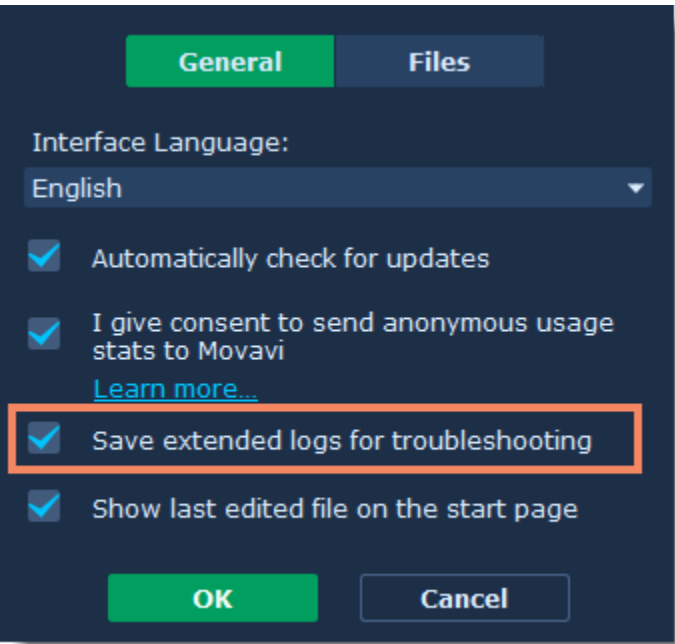 General
Files
Interface Language:
English
Automatically check for updates
I give consent to send anonymous usage
stats to Movavi
Learn more...
Save extended logs for troubleshooting
Show last edited file on the start page
OK
Cancel